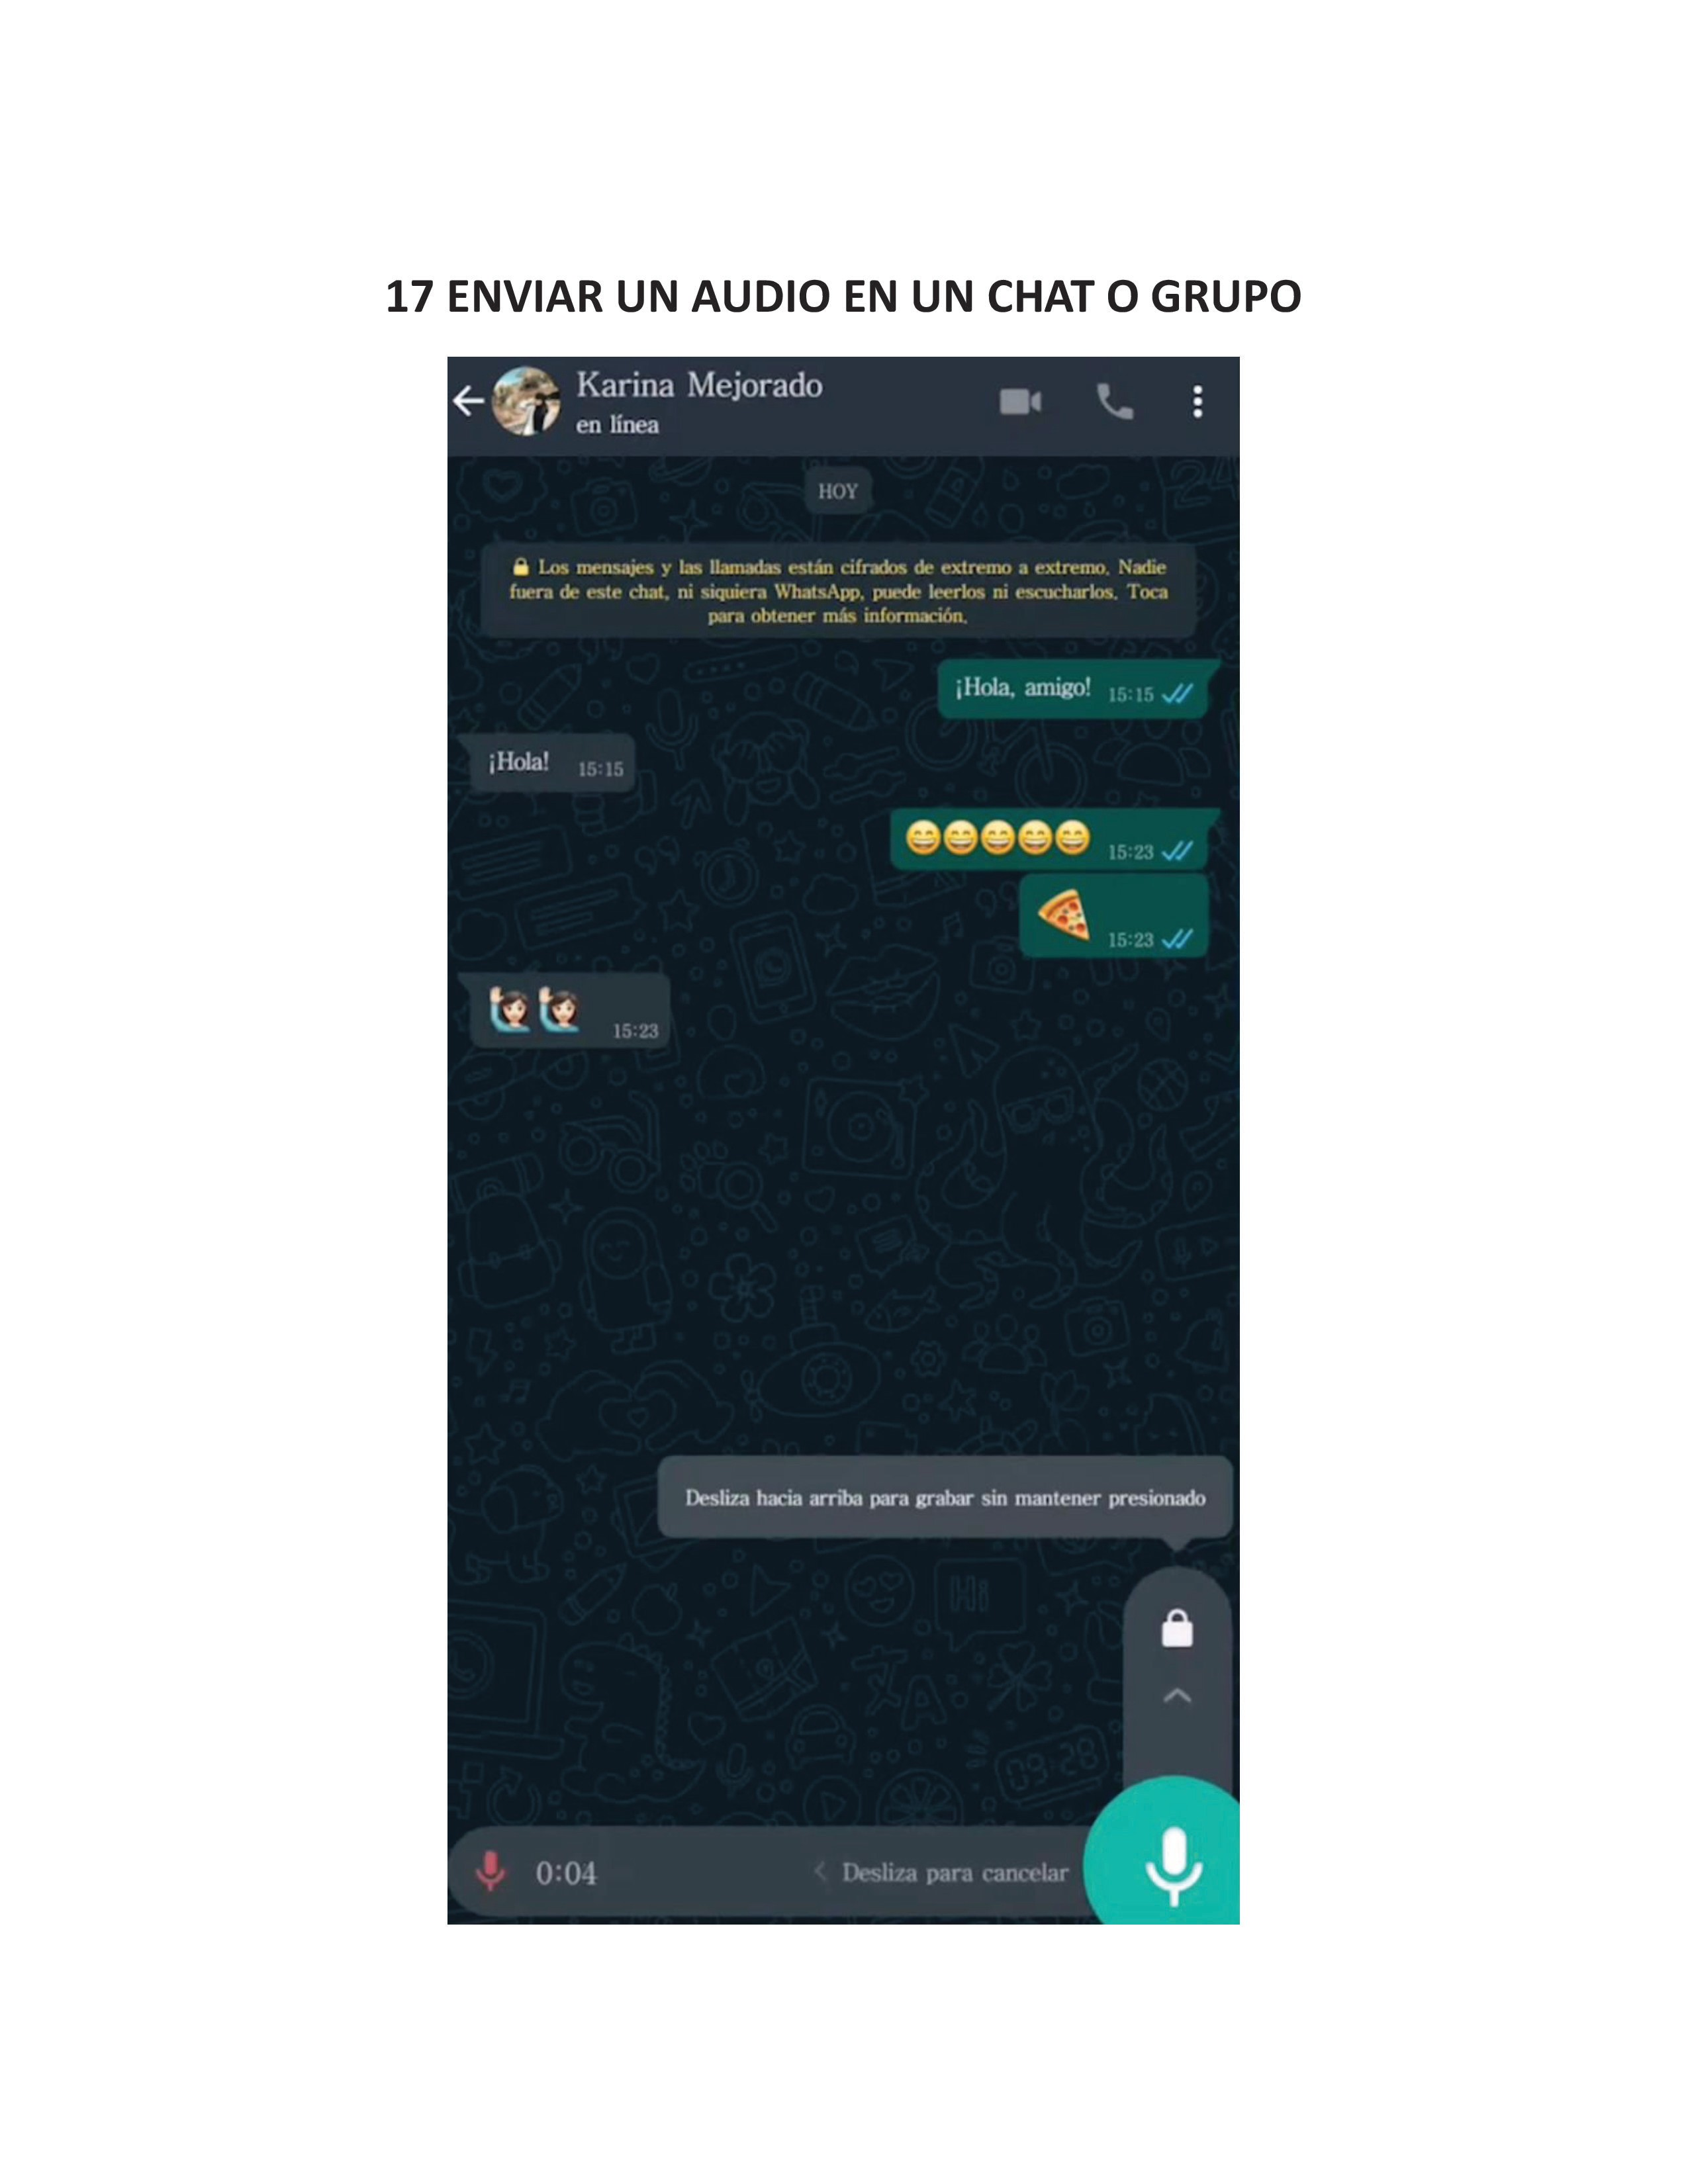 17 ENVIAR UN AUDIO EN UN CHAT O GRUPO
Karina Mejorado
en línea
HOY
Los mensajes y las llamadas están cifrados de extremo a extremo. Nadie
fuera de este chat, ni siquiera WhatsApp, puede leerlos ni escucharlos. Toca
para obtener más información.
¡Hola, amigo! 15:15
¡Hola! 15:15
😄😄😄😄😄 15:23
🍕 15:23
🙋🏻‍♀️🙋🏻‍♀️ 15:23
Desliza hacia arriba para grabar sin mantener presionado
0:04 < Desliza para cancelar